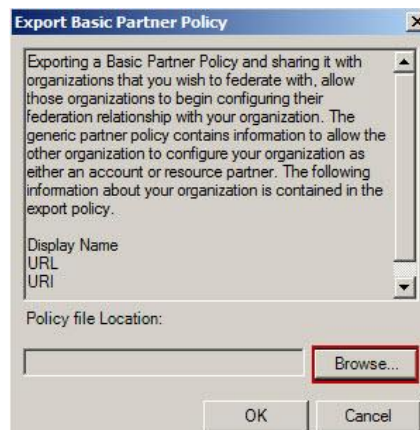 Export Basic Partner Policy
Exporting a Basic Partner Policy and sharing it with
organizations that you wish to federate with, allow
those organizations to begin configuring their
federation relationship with your organization. The
generic partner policy contains information to allow the
other organization to configure your organization as
either an account or resource partner. The following
information about your organization is contained in the
export policy.
Display Name
URL
URI
Policy file Location:
Browse...
OK
Cancel